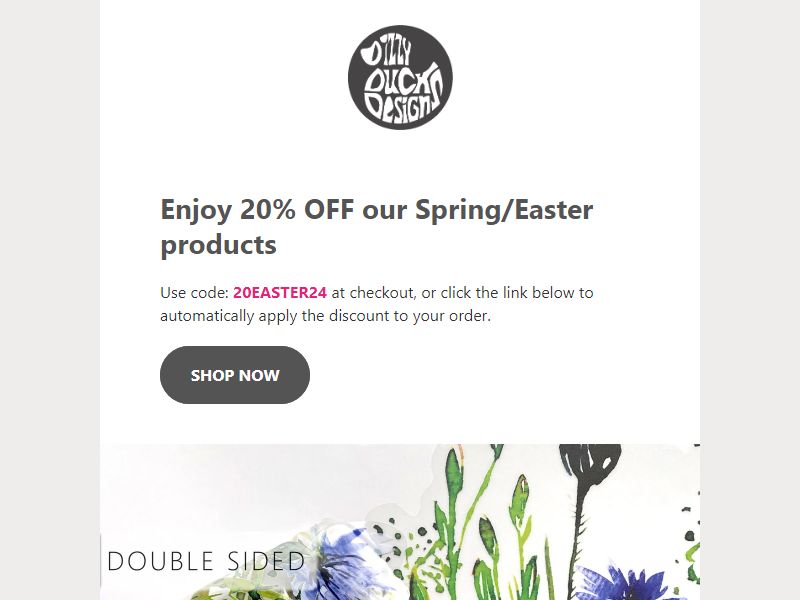 Dizzy
Duck
Designs
Enjoy 20% OFF our Spring/Easter
products
Use code: 20EASTER24 at checkout, or click the link below to
automatically apply the discount to your order.
SHOP NOW
DOUBLE SIDED